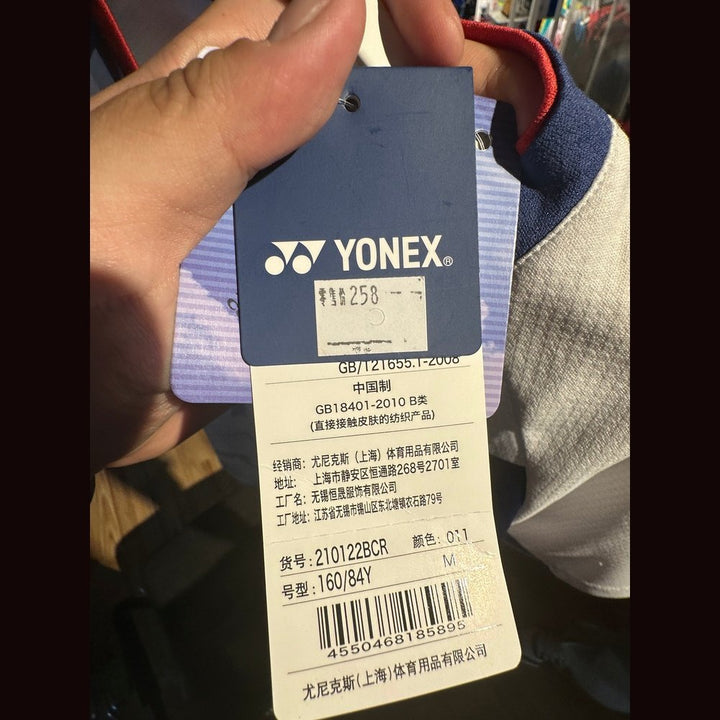 YONEX®
零售价 258
GB/T21655.1-2008
中国制
GB18401-2010 B类
(直接接触皮肤的纺织产品)
经销商: 尤尼克斯（上海）体育用品有限公司
地址: 上海市静安区恒通路268号2701室
工厂名: 无锡恒晟服饰有限公司
工厂地址: 江苏省无锡市锡山区东北塘镇农石路79号
货号: 210122BCR 颜色: 011
号型: 160/84Y M
4550468185895
尤尼克斯(上海)体育用品有限公司